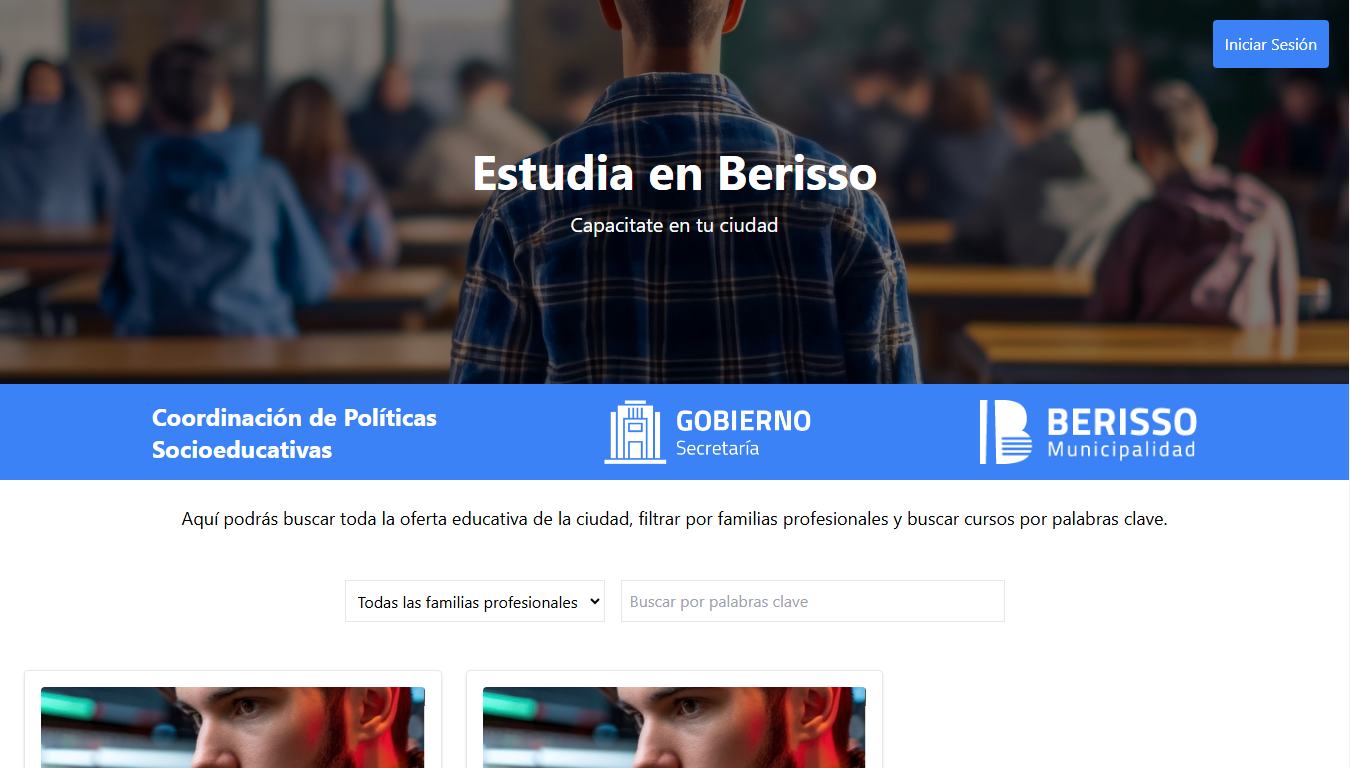 Iniciar Sesión
Estudia en Berisso
Capacitate en tu ciudad
Coordinación de Políticas
Socioeducativas
GOBIERNO
Secretaría
BERISSO
Municipalidad
Aquí podrás buscar toda la oferta educativa de la ciudad, filtrar por familias profesionales y buscar cursos por palabras clave.
Todas las familias profesionales
Buscar por palabras clave